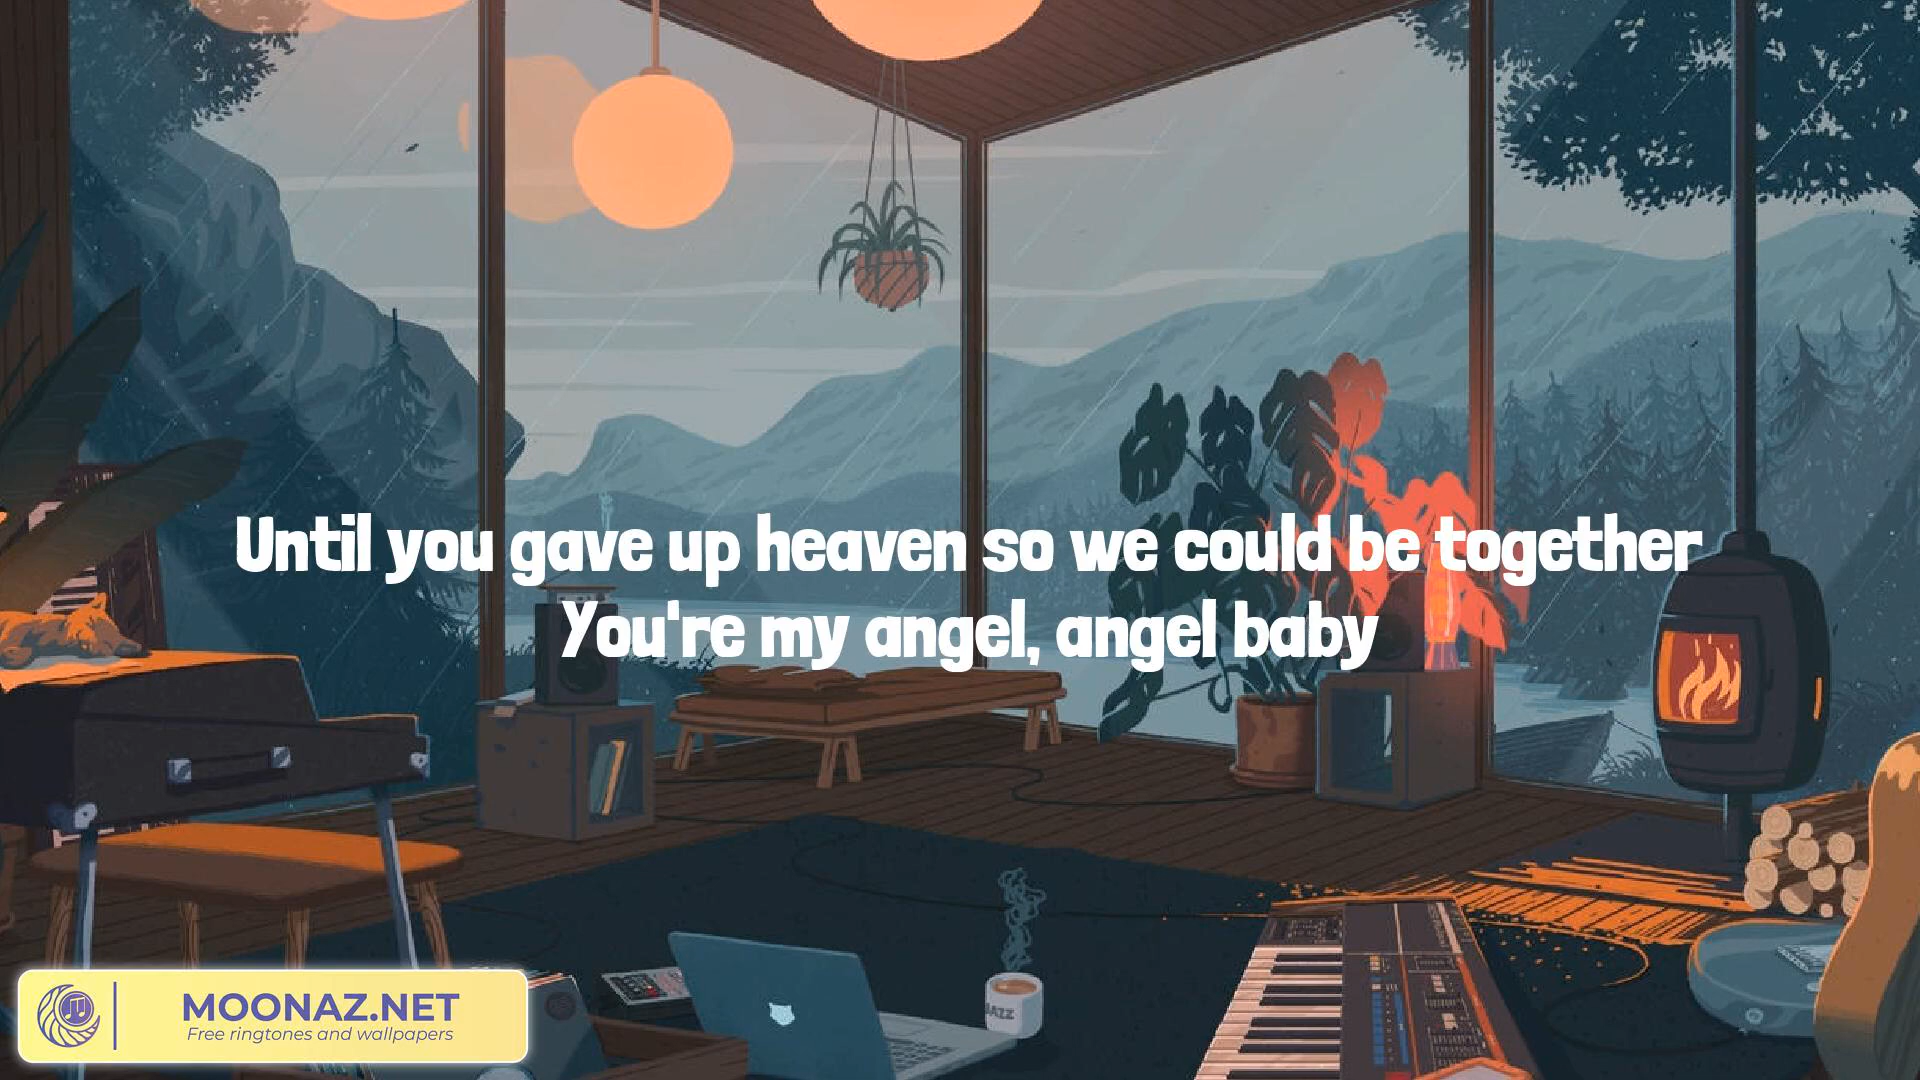 Until you gave up heaven so we could be together
You're my angel, angel baby
JAZZ
MOONAZ.NET
Free ringtones and wallpapers